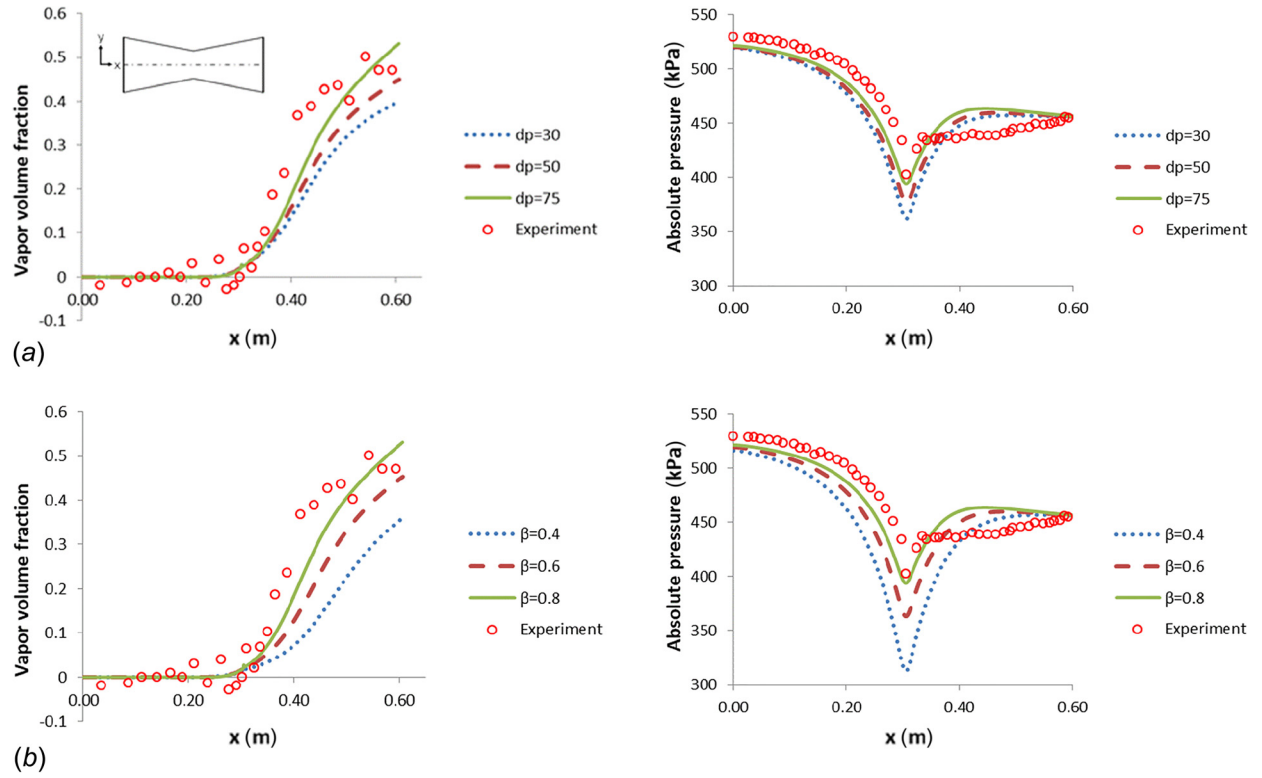 0.6
0.5
0.4
0.3
0.2
0.1
0
-0.1
Vapor volume fraction
y
x
0.00 0.20 0.40 0.60
x (m)
dp=30
dp=50
dp=75
Experiment
550
500
450
400
350
300
Absolute pressure (kPa)
0.00 0.20 0.40 0.60
x (m)
dp=30
dp=50
dp=75
Experiment
(a)
0.6
0.5
0.4
0.3
0.2
0.1
0
-0.1
Vapor volume fraction
0.00 0.20 0.40 0.60
x (m)
β=0.4
β=0.6
β=0.8
Experiment
550
500
450
400
350
300
Absolute pressure (kPa)
0.00 0.20 0.40 0.60
x (m)
β=0.4
β=0.6
β=0.8
Experiment
(b)